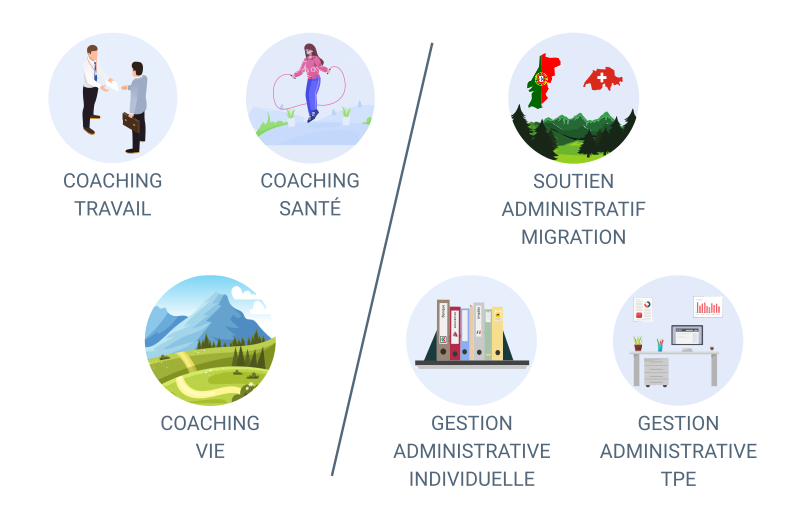 COACHING
TRAVAIL
COACHING
SANTÉ
COACHING
VIE
SOUTIEN
ADMINISTRATIF
MIGRATION
GESTION
ADMINISTRATIVE
INDIVIDUELLE
GESTION
ADMINISTRATIVE
TPE